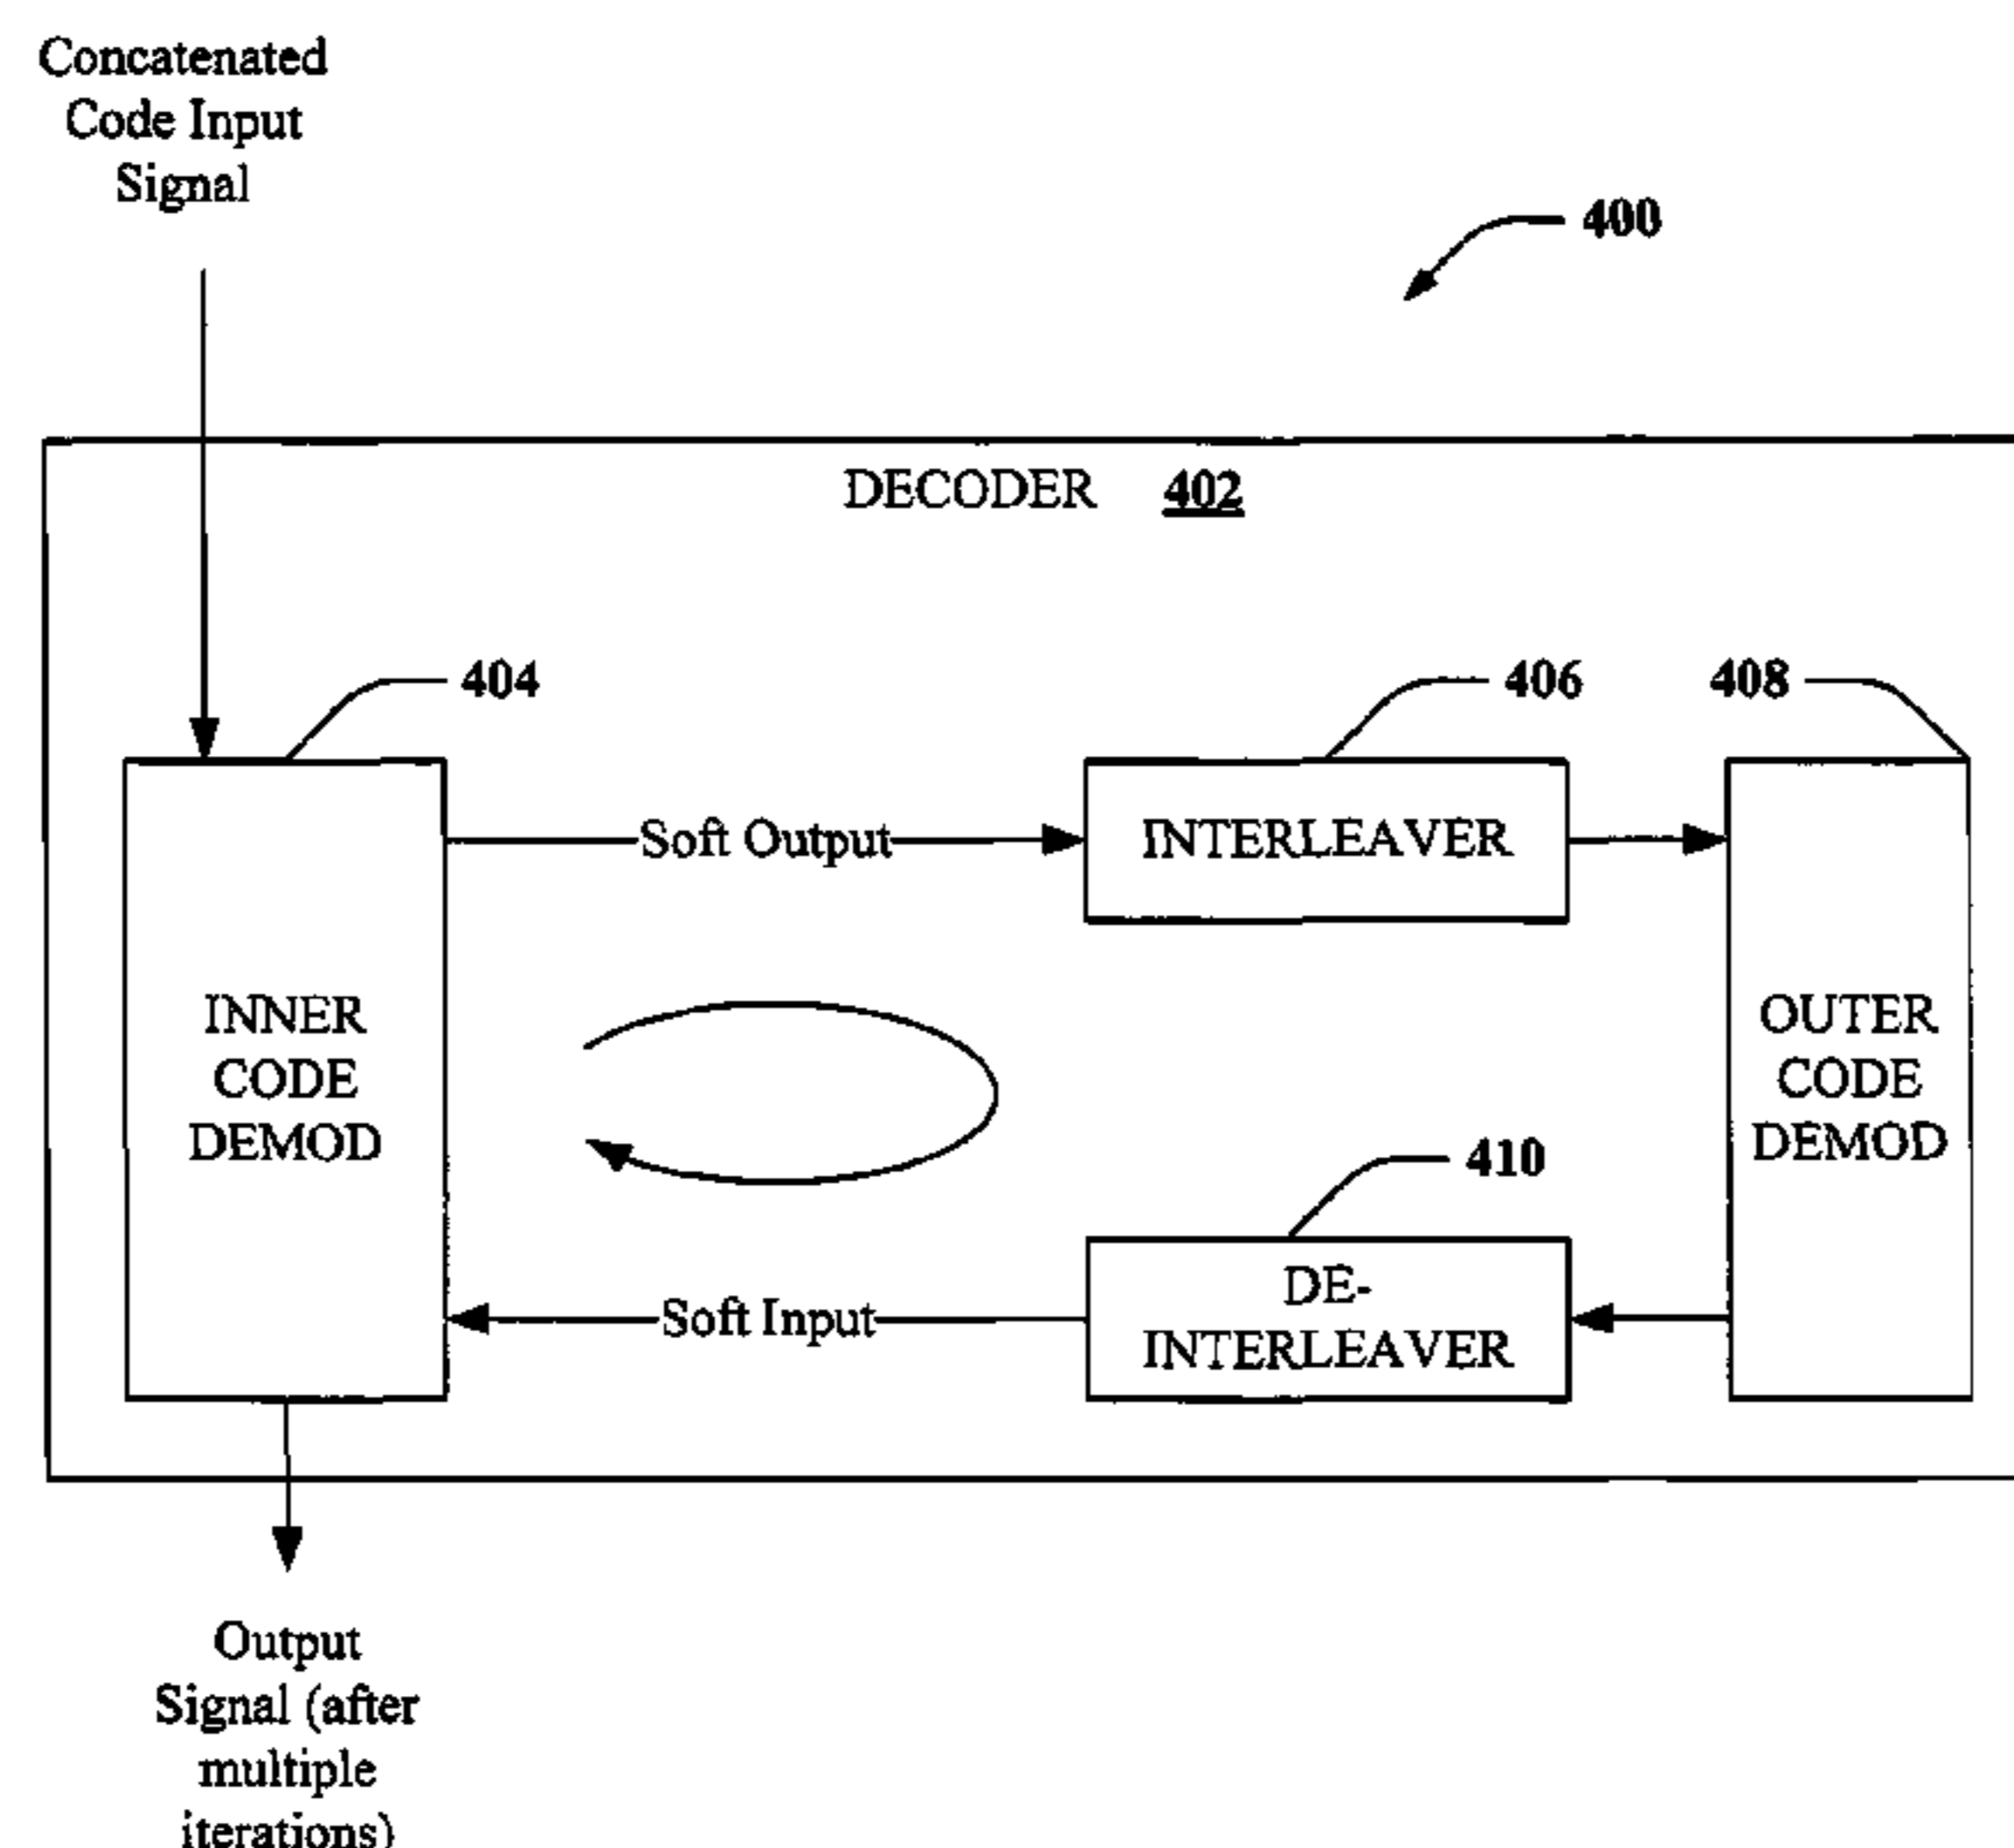 Concatenated
Code Input
Signal
400
DECODER 402
404
406
408
Soft Output
INTERLEAVER
INNER
CODE
DEMOD
OUTER
CODE
DEMOD
410
Soft Input
DE-
INTERLEAVER
Output
Signal (after
multiple
iterations)